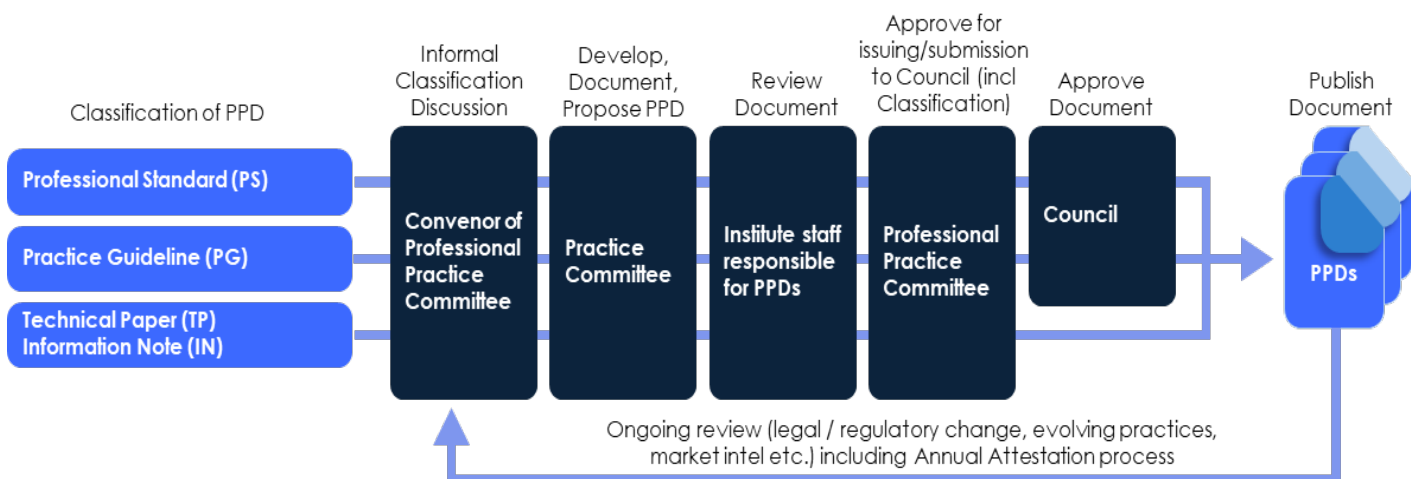 Classification of PPD
Informal
Classification
Discussion
Develop,
Document,
Propose PPD
Review
Document
Approve for
issuing/submission
to Council (incl
Classification)
Approve
Document
Publish
Document
Professional Standard (PS)
Practice Guideline (PG)
Technical Paper (TP)
Information Note (IN)
Convenor of
Professional
Practice
Committee
Practice
Committee
Institute staff
responsible
for PPDs
Professional
Practice
Committee
Council
PPDs
Ongoing review (legal / regulatory change, evolving practices,
market intel etc.) including Annual Attestation process